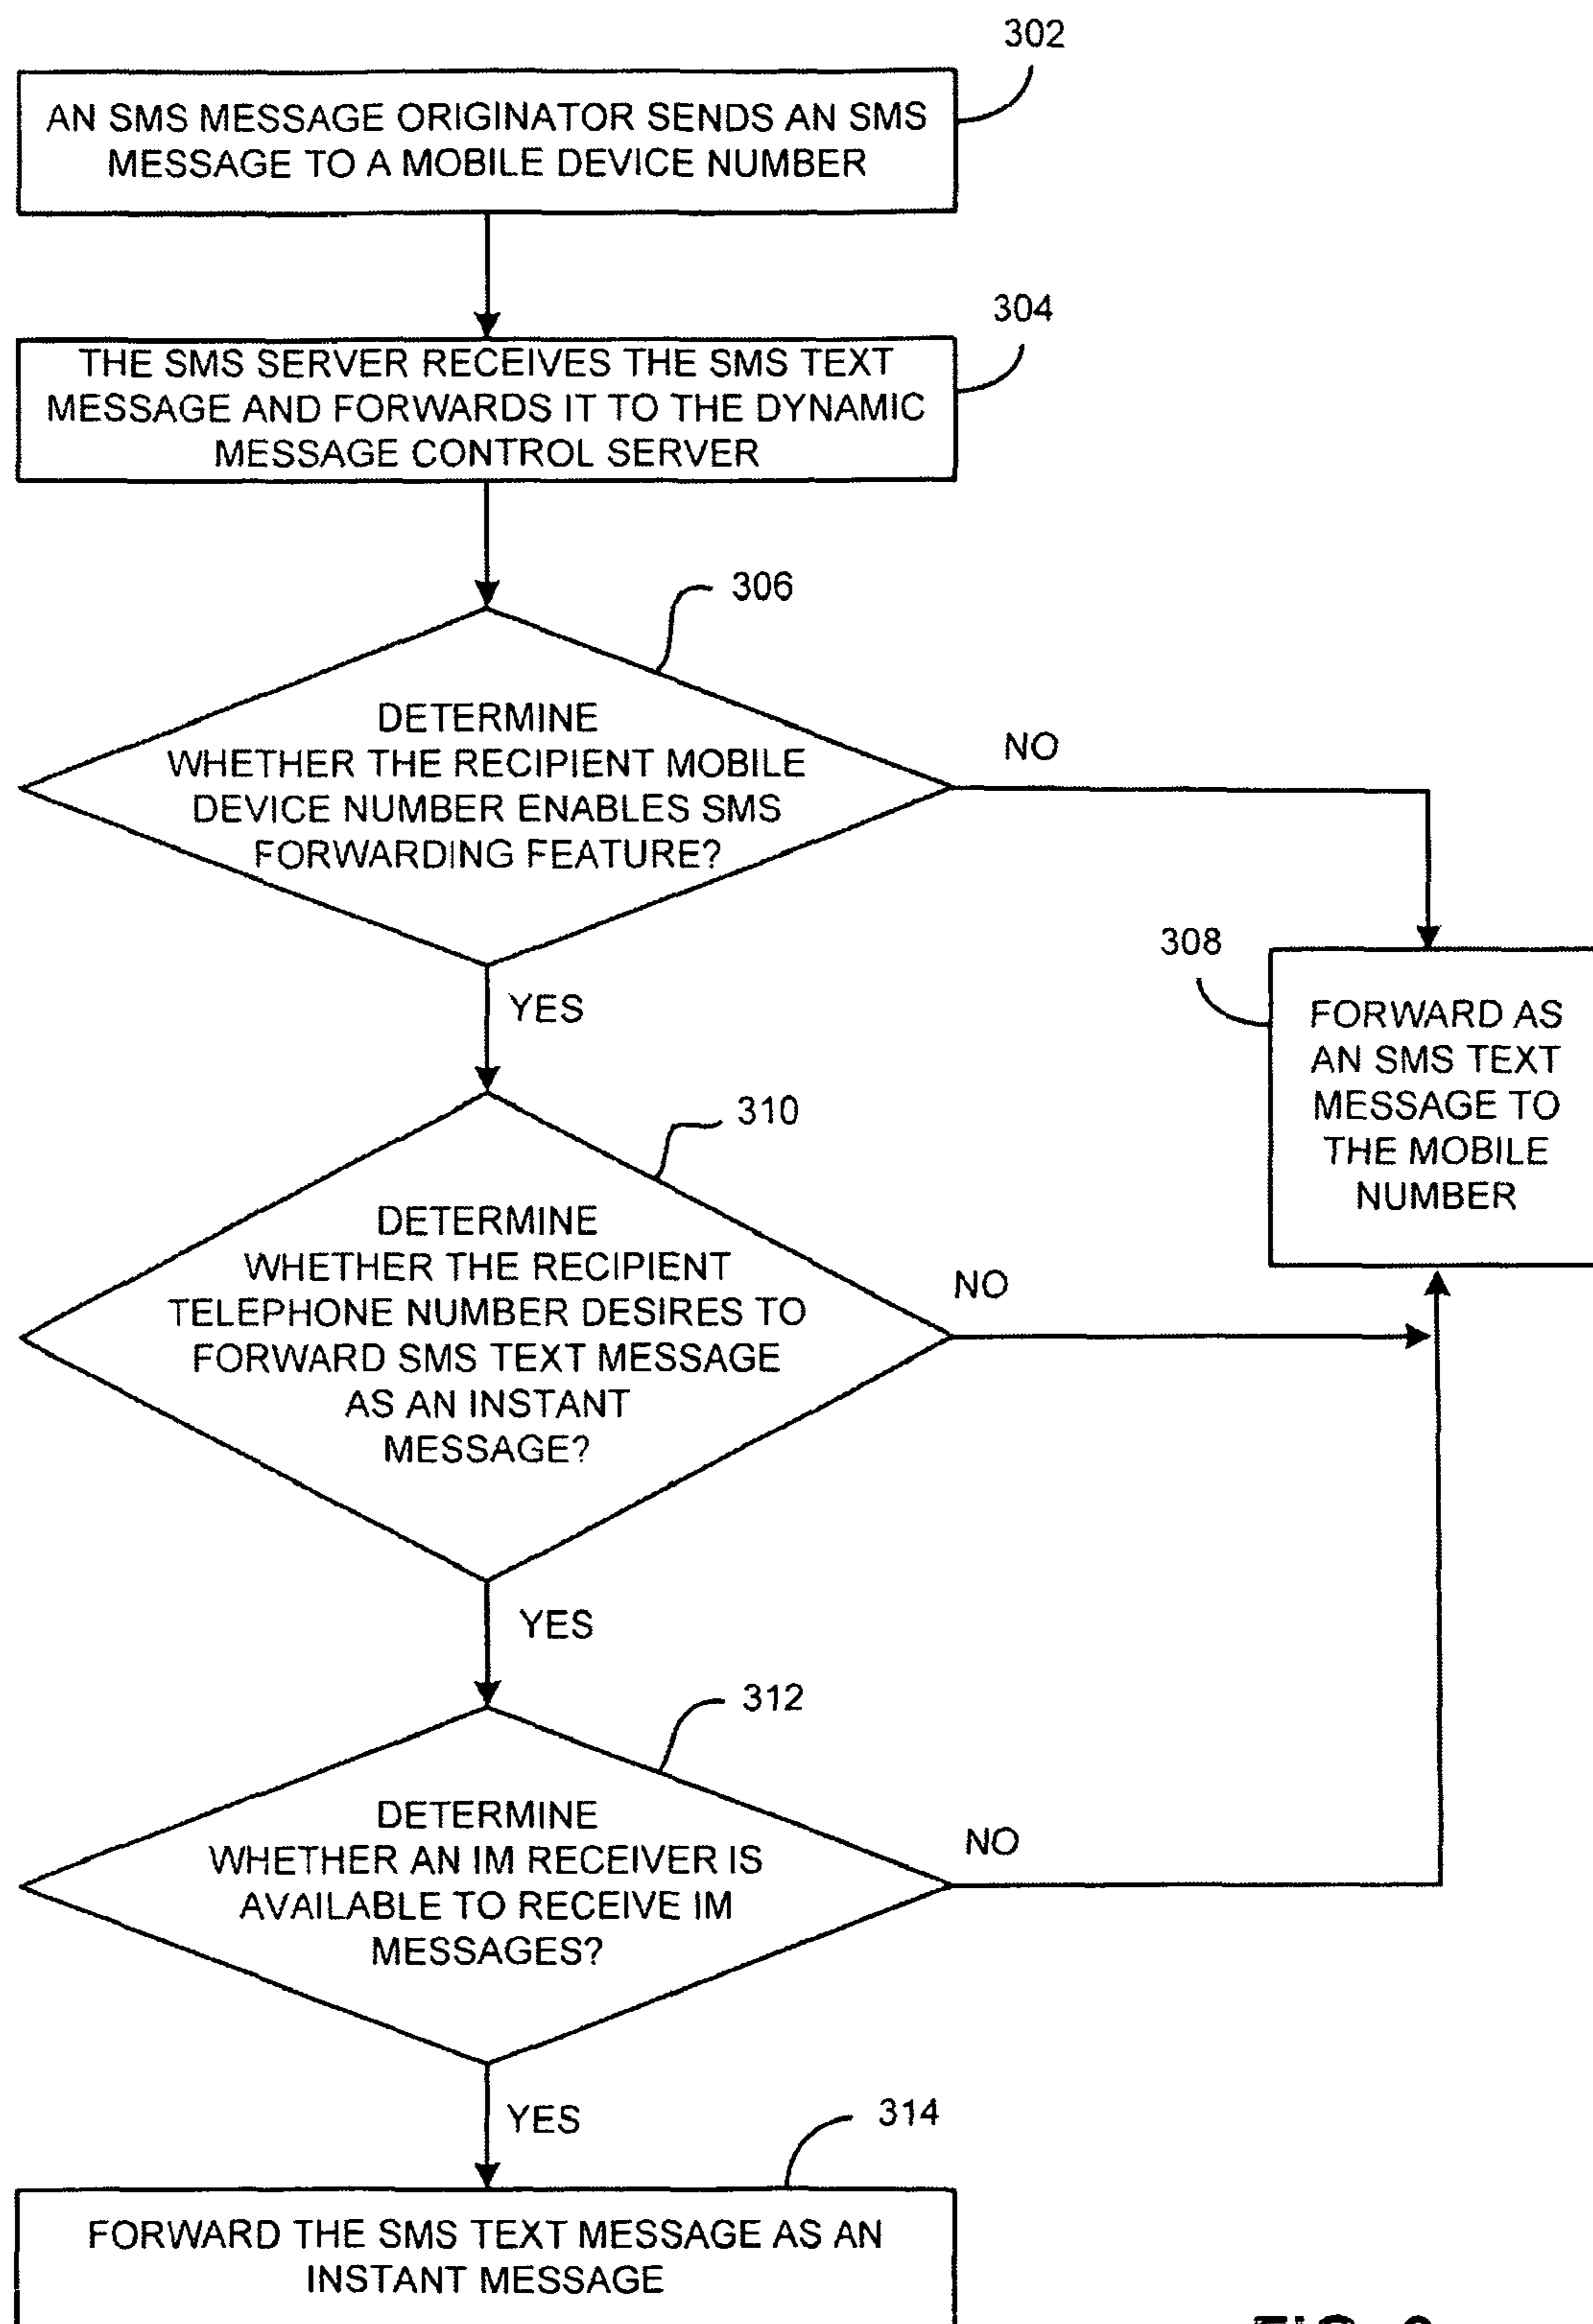 302
AN SMS MESSAGE ORIGINATOR SENDS AN SMS
MESSAGE TO A MOBILE DEVICE NUMBER
304
THE SMS SERVER RECEIVES THE SMS TEXT
MESSAGE AND FORWARDS IT TO THE DYNAMIC
MESSAGE CONTROL SERVER
306
DETERMINE
WHETHER THE RECIPIENT MOBILE
DEVICE NUMBER ENABLES SMS
FORWARDING FEATURE?
NO
YES
308
FORWARD AS
AN SMS TEXT
MESSAGE TO
THE MOBILE
NUMBER
310
DETERMINE
WHETHER THE RECIPIENT
TELEPHONE NUMBER DESIRES TO
FORWARD SMS TEXT MESSAGE
AS AN INSTANT
MESSAGE?
NO
YES
312
DETERMINE
WHETHER AN IM RECEIVER IS
AVAILABLE TO RECEIVE IM
MESSAGES?
NO
YES
314
FORWARD THE SMS TEXT MESSAGE AS AN
INSTANT MESSAGE